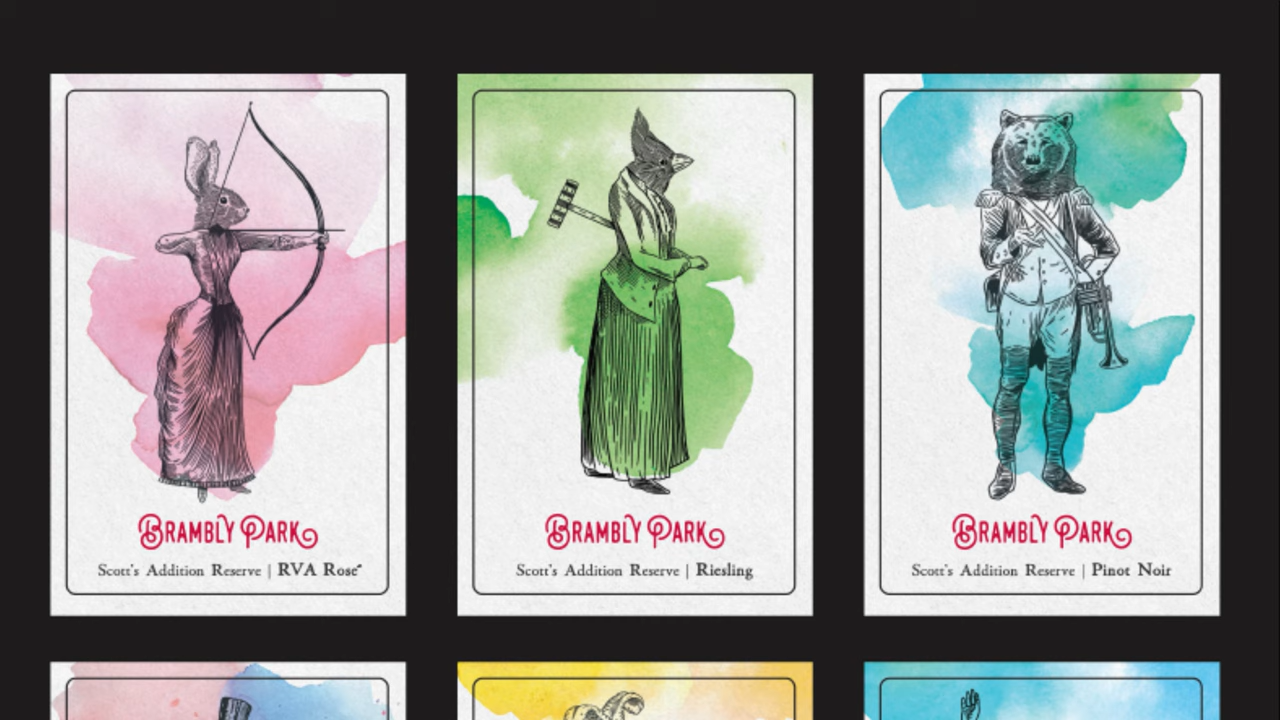 BRAMBLY PARK
Scott's Addition Reserve | RVA Rose´
BRAMBLY PARK
Scott's Addition Reserve | Riesling
BRAMBLY PARK
Scott's Addition Reserve | Pinot Noir